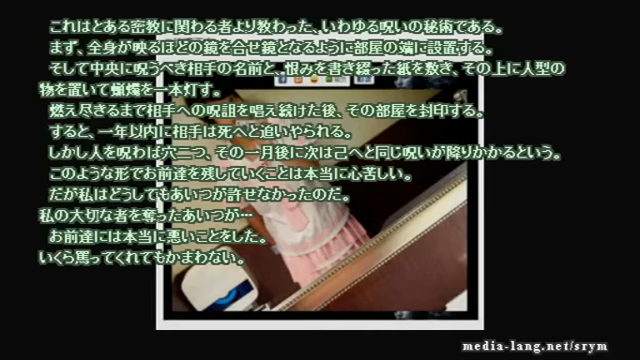 これはとある密教に関わる者より教わった、いわゆる呪いの秘術である。
まず、全身が映るほどの鏡を合せ鏡となるように部屋の端に設置する。
そして中央に呪うべき相手の名前と、恨みを書き綴った紙を敷き、その上に人型の
物を置いて蝋燭を一本灯す。
燃え尽きるまで相手への呪詛を唱え続けた後、その部屋を封印する。
すると、一年以内に相手は死へと追いやられる。
しかし人を呪わば穴二つ、その一月後に次は己へと同じ呪いが降りかかるという。
このような形でお前達を残していくことは本当に心苦しい。
だが私はどうしてもあいつが許せなかったのだ。
私の大切な者を奪ったあいつが…
お前達には本当に悪いことをした。
いくら罵ってくれてもかまわない。
media-lang.net/srym